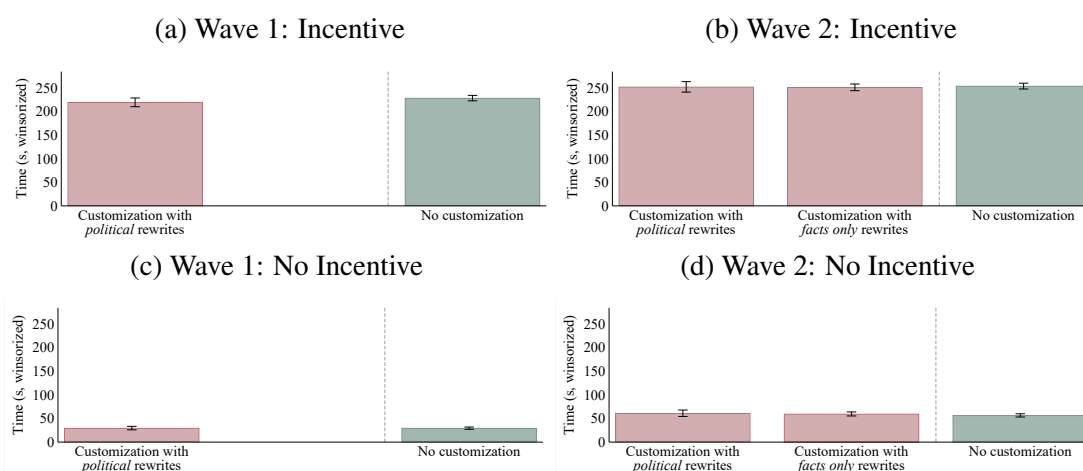 (a) Wave 1: Incentive
Time (s, winsorized)
250
200
150
100
50
0
Customization with
political rewrites
No customization
(b) Wave 2: Incentive
Time (s, winsorized)
250
200
150
100
50
0
Customization with
political rewrites
Customization with
facts only rewrites
No customization
(c) Wave 1: No Incentive
Time (s, winsorized)
250
200
150
100
50
0
Customization with
political rewrites
No customization
(d) Wave 2: No Incentive
Time (s, winsorized)
250
200
150
100
50
0
Customization with
political rewrites
Customization with
facts only rewrites
No customization